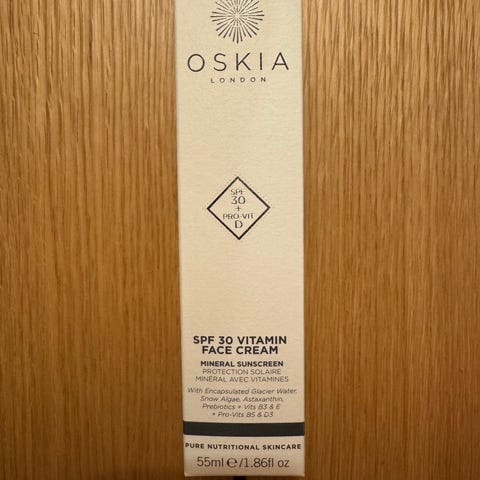 OSKIA
LONDON
SPF
30
+
PRO-VIT
D
SPF 30 VITAMIN
FACE CREAM
MINERAL SUNSCREEN
PROTECTION SOLAIRE
MINÉRAL AVEC VITAMINES
With Encapsulated Glacier Water,
Snow Algae, Astaxanthin,
Prebiotics + Vits B3 & E
+ Pro-Vits B5 & D3
PURE NUTRITIONAL SKINCARE
55ml ℮/1.86fl oz